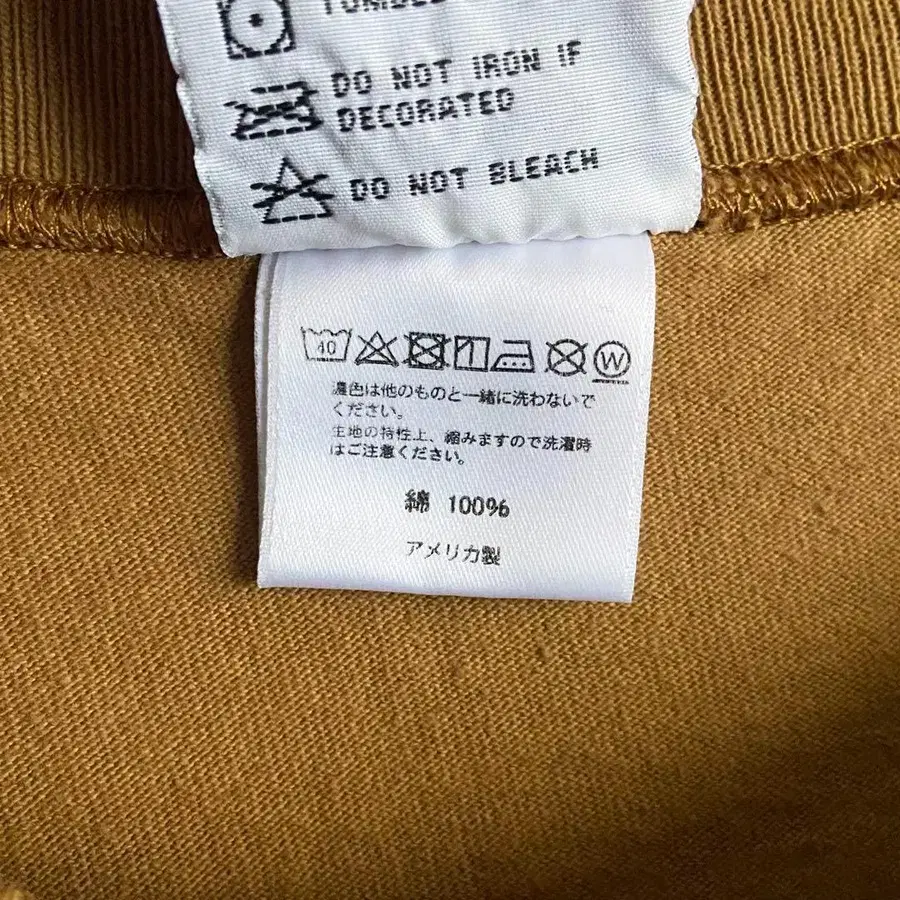 DO NOT IRON IF
DECORATED
DO NOT BLEACH
40
W
濃色は他のものと一緒に洗わないで
ください。
生地の特性上、縮みますので洗濯時
はご注意ください。
綿 100%
アメリカ製